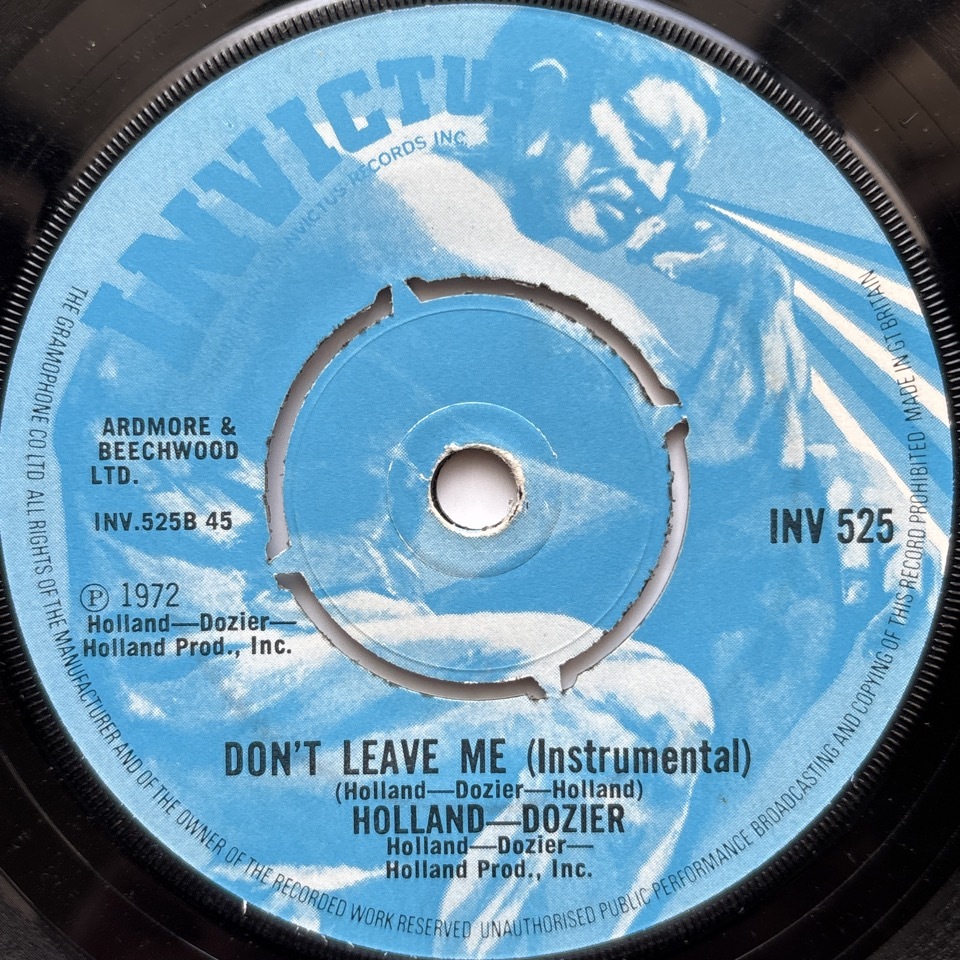 INVICTUS
INVICTUS RECORDS INC.
ARDMORE &
BEECHWOOD
LTD.
INV.525B 45
Ⓟ 1972
Holland—Dozier—
Holland Prod., Inc.
INV 525
DON'T LEAVE ME (Instrumental)
(Holland—Dozier—Holland)
HOLLAND—DOZIER
Holland—Dozier—
Holland Prod., Inc.
THE GRAMOPHONE CO. LTD. ALL RIGHTS OF THE MANUFACTURER AND OF THE OWNER OF THE RECORDED WORK RESERVED UNAUTHORISED PUBLIC PERFORMANCE BROADCASTING AND COPYING OF THIS RECORD PROHIBITED MADE IN GT BRITAIN